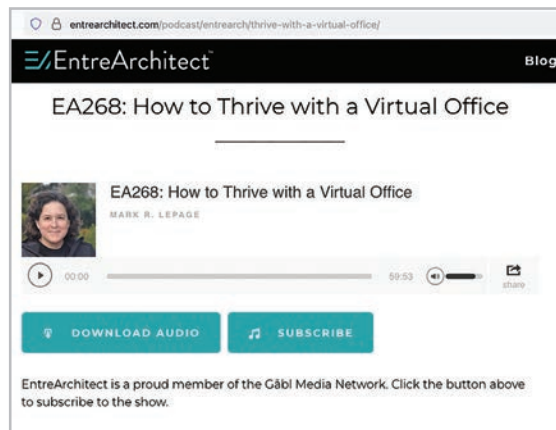 entrearchitect.com/podcast/entrearch/thrive-with-a-virtual-office/
EntreArchitect™
Blog
EA268: How to Thrive with a Virtual Office
EA268: How to Thrive with a Virtual Office
MARK R. LEPAGE
00:00
59:53
share
DOWNLOAD AUDIO
SUBSCRIBE
EntreArchitect is a proud member of the Gābl Media Network. Click the button above
to subscribe to the show.